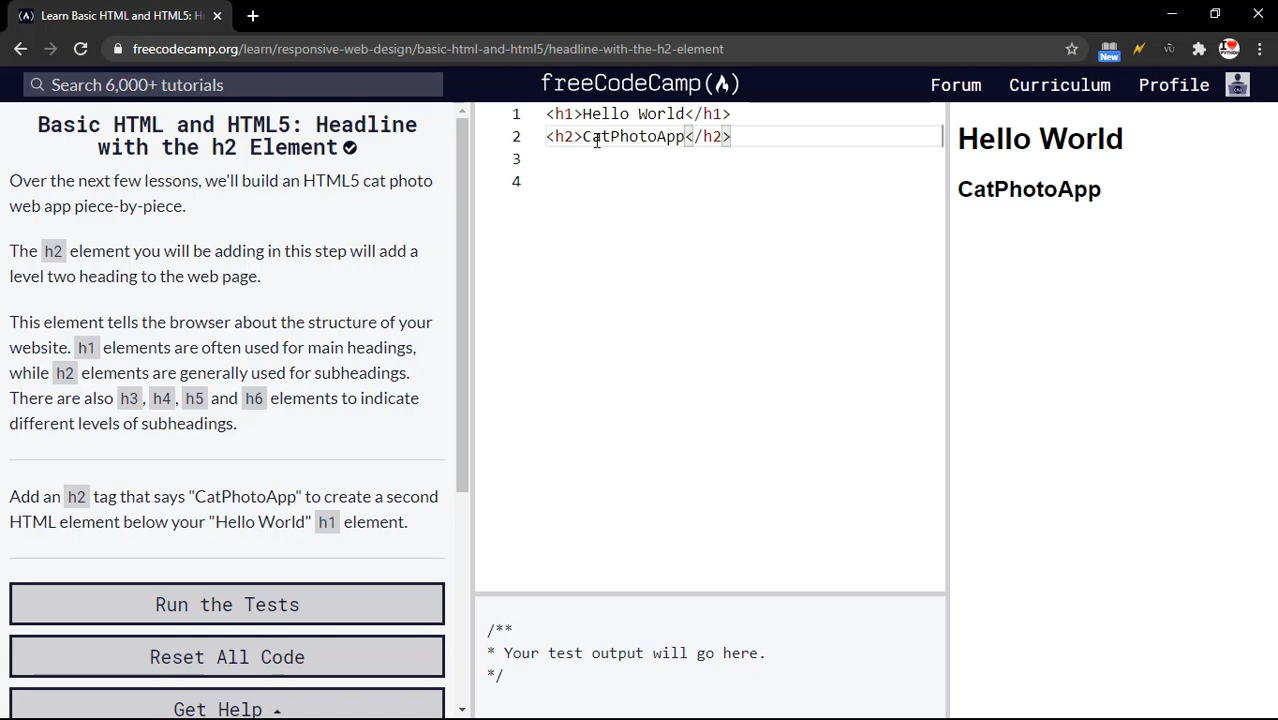 Learn Basic HTML and HTML5: H
freecodecamp.org/learn/responsive-web-design/basic-html-and-html5/headline-with-the-h2-element
New
Search 6,000+ tutorials
freeCodeCamp
Forum
Curriculum
Profile
Basic HTML and HTML5: Headline
with the h2 Element
Over the next few lessons, we'll build an HTML5 cat photo
web app piece-by-piece.
The h2 element you will be adding in this step will add a
level two heading to the web page.
This element tells the browser about the structure of your
website. h1 elements are often used for main headings,
while h2 elements are generally used for subheadings.
There are also h3, h4, h5 and h6 elements to indicate
different levels of subheadings.
Add an h2 tag that says "CatPhotoApp" to create a second
HTML element below your "Hello World" h1 element.
Run the Tests
Reset All Code
Get Help
1 <h1>Hello World</h1>
2 <h2>CatPhotoApp</h2>
3
4
/**
* Your test output will go here.
*/
Hello World
CatPhotoApp